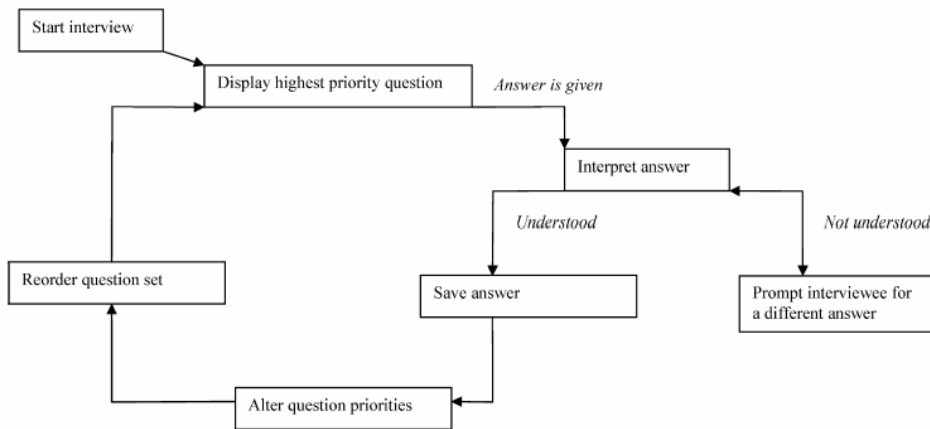 Start interview
Display highest priority question
Answer is given
Interpret answer
Understood
Not understood
Reorder question set
Save answer
Prompt interviewee for
a different answer
Alter question priorities